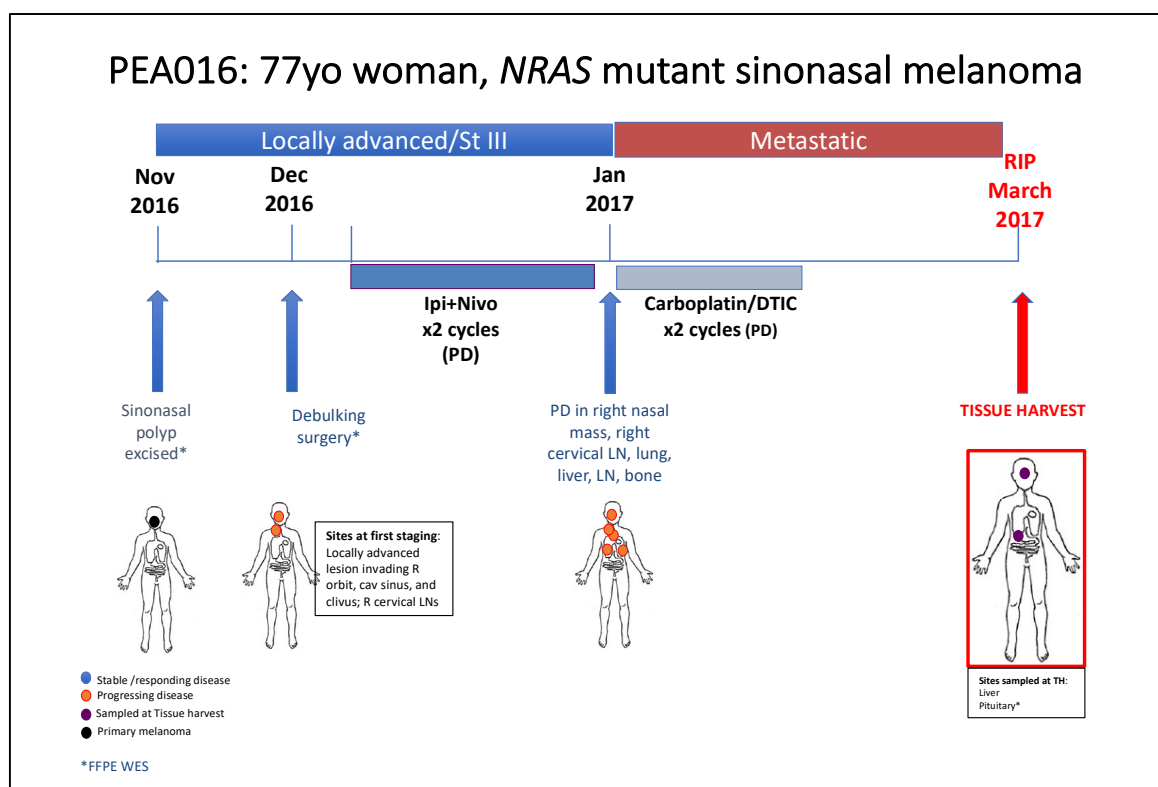 PEA016: 77yo woman, NRAS mutant sinonasal melanoma
Locally advanced/St III
Metastatic
Nov
2016
Dec
2016
Jan
2017
RIP
March
2017
Ipi+Nivo
x2 cycles
(PD)
Carboplatin/DTIC
x2 cycles (PD)
Sinonasal
polyp
excised*
Debulking
surgery*
PD in right nasal
mass, right
cervical LN, lung,
liver, LN, bone
TISSUE HARVEST
Sites at first staging:
Locally advanced
lesion invading R
orbit, cav sinus, and
clivus; R cervical LNs
Stable /responding disease
Progressing disease
Sampled at Tissue harvest
Primary melanoma
Sites sampled at TH:
Liver
Pituitary*
*FFPE WES